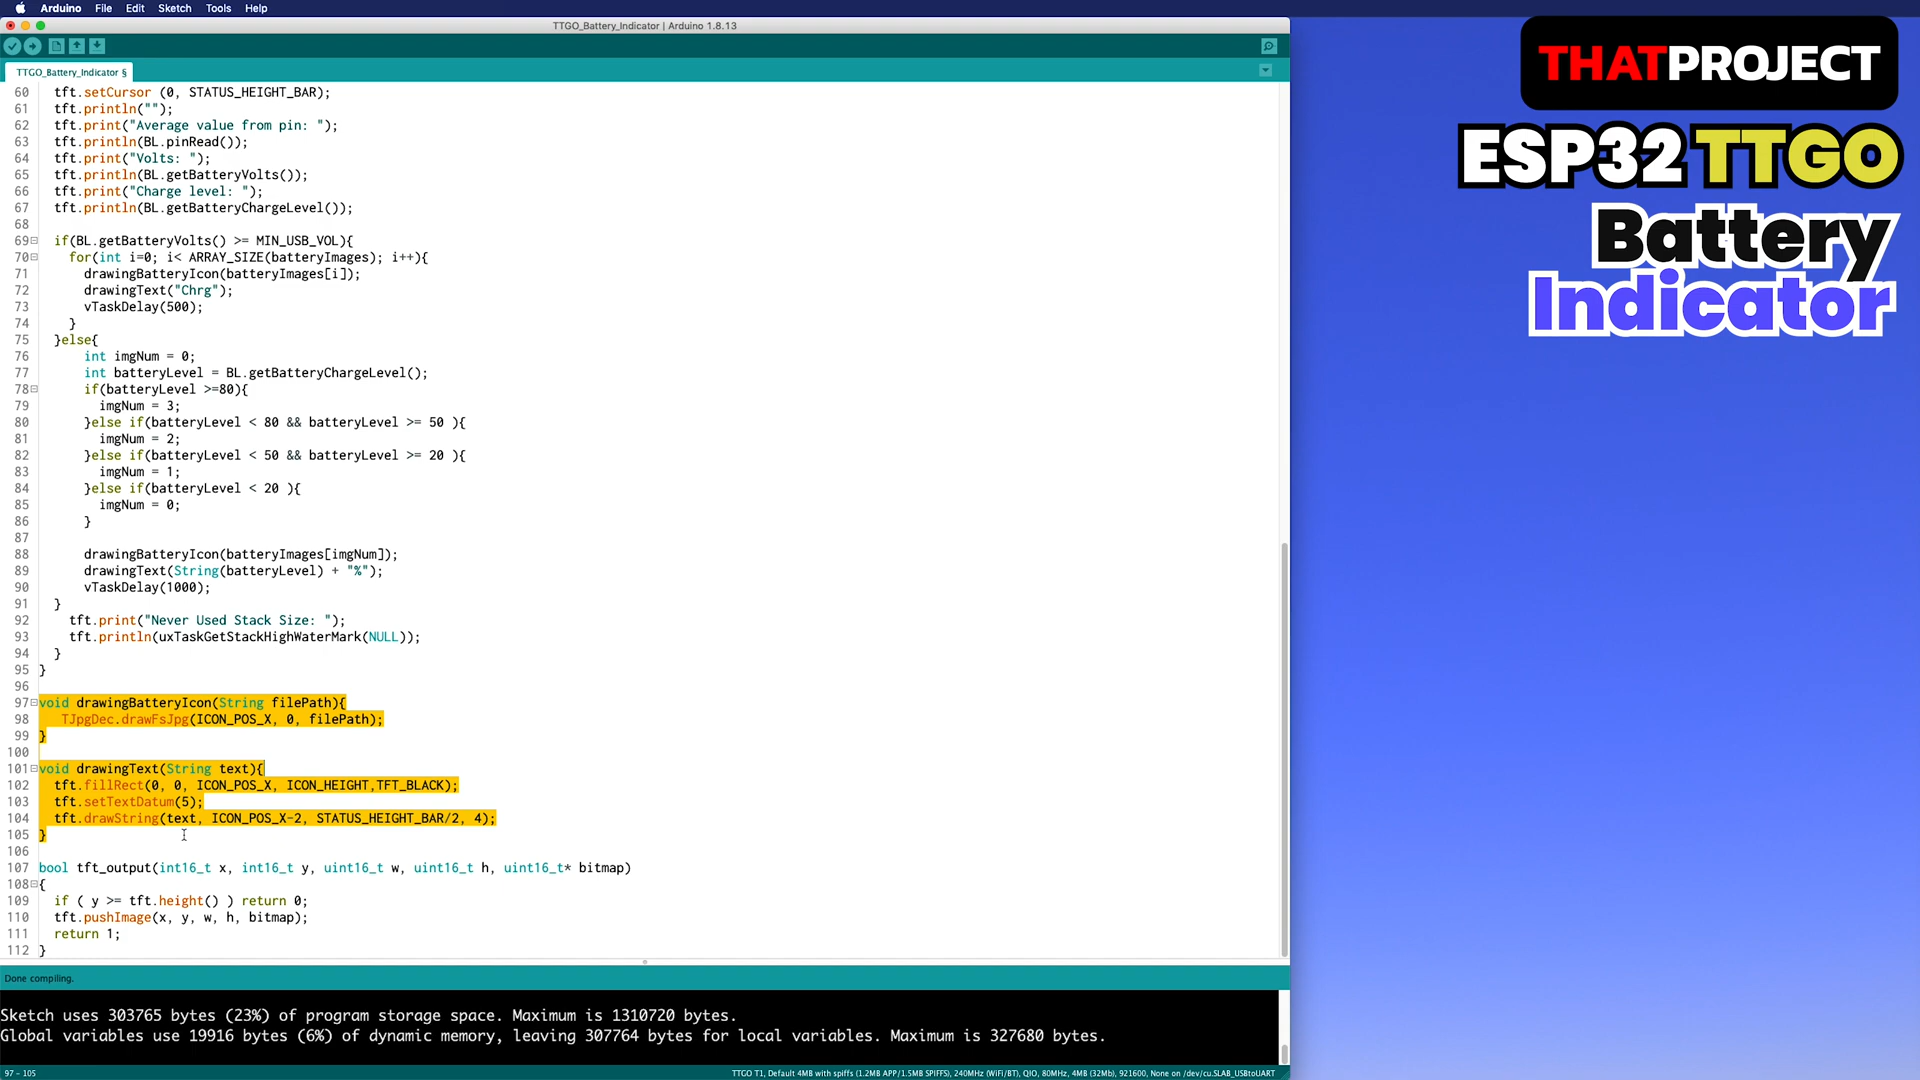 Arduino File Edit Sketch Tools Help
TTGO_Battery_Indicator | Arduino 1.8.13
TTGO_Battery_Indicator §
60 tft.setCursor (0, STATUS_HEIGHT_BAR);
61 tft.println("");
62 tft.print("Average value from pin: ");
63 tft.println(BL.pinRead());
64 tft.print("Volts: ");
65 tft.println(BL.getBatteryVolts());
66 tft.print("Charge level: ");
67 tft.println(BL.getBatteryChargeLevel());
68
69 if(BL.getBatteryVolts() >= MIN_USB_VOL){
70 for(int i=0; i< ARRAY_SIZE(batteryImages); i++){
71 drawingBatteryIcon(batteryImages[i]);
72 drawingText("Chrg");
73 vTaskDelay(500);
74 }
75 }else{
76 int imgNum = 0;
77 int batteryLevel = BL.getBatteryChargeLevel();
78 if(batteryLevel >=80){
79 imgNum = 3;
80 }else if(batteryLevel < 80 && batteryLevel >= 50 ){
81 imgNum = 2;
82 }else if(batteryLevel < 50 && batteryLevel >= 20 ){
83 imgNum = 1;
84 }else if(batteryLevel < 20 ){
85 imgNum = 0;
86 }
87
88 drawingBatteryIcon(batteryImages[imgNum]);
89 drawingText(String(batteryLevel) + "%");
90 vTaskDelay(1000);
91 }
92 tft.print("Never Used Stack Size: ");
93 tft.println(uxTaskGetStackHighWaterMark(NULL));
94 }
95 }
96
97 void drawingBatteryIcon(String filePath){
98 TJpgDec.drawFsJpg(ICON_POS_X, 0, filePath);
99 }
100
101 void drawingText(String text){
102 tft.fillRect(0, 0, ICON_POS_X, ICON_HEIGHT,TFT_BLACK);
103 tft.setTextDatum(5);
104 tft.drawString(text, ICON_POS_X-2, STATUS_HEIGHT_BAR/2, 4);
105 }
106
107 bool tft_output(int16_t x, int16_t y, uint16_t w, uint16_t h, uint16_t* bitmap)
108 {
109 if ( y >= tft.height() ) return 0;
110 tft.pushImage(x, y, w, h, bitmap);
111 return 1;
112 }
Done compiling.
Sketch uses 303765 bytes (23%) of program storage space. Maximum is 1310720 bytes.
Global variables use 19916 bytes (6%) of dynamic memory, leaving 307764 bytes for local variables. Maximum is 327680 bytes.
97 - 105
TTGO T1, Default 4MB with spiffs (1.2MB APP/1.5MB SPIFFS), 240MHz (WiFi/BT), QIO, 80MHz, 4MB (32Mb), 921600, None on /dev/cu.SLAB_USBtoUART
THATPROJECT
ESP32 TTGO
Battery
Indicator